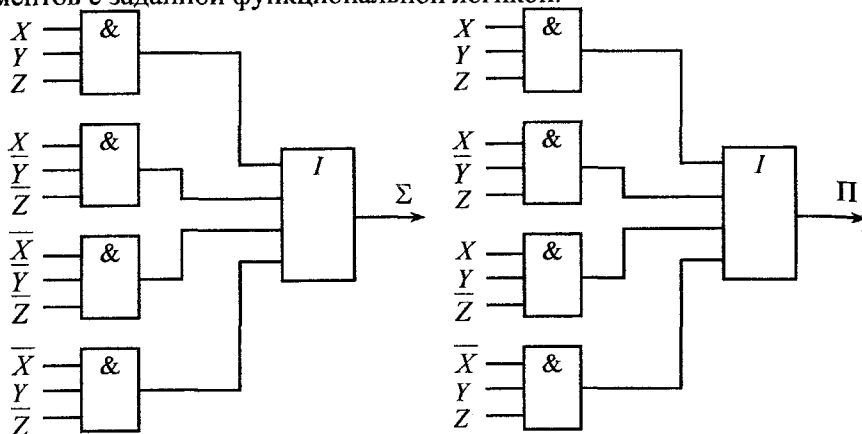 ментов с заданной функциональной логикой.
X
Y
Z
&
X
Y̅
Z̅
&
X̅
Y̅
Z̅
&
X̅
Y
Z̅
&
I
Σ
X
Y
Z
&
X
Y̅
Z
&
X
Y
Z̅
&
X̅
Y
Z
&
I
П